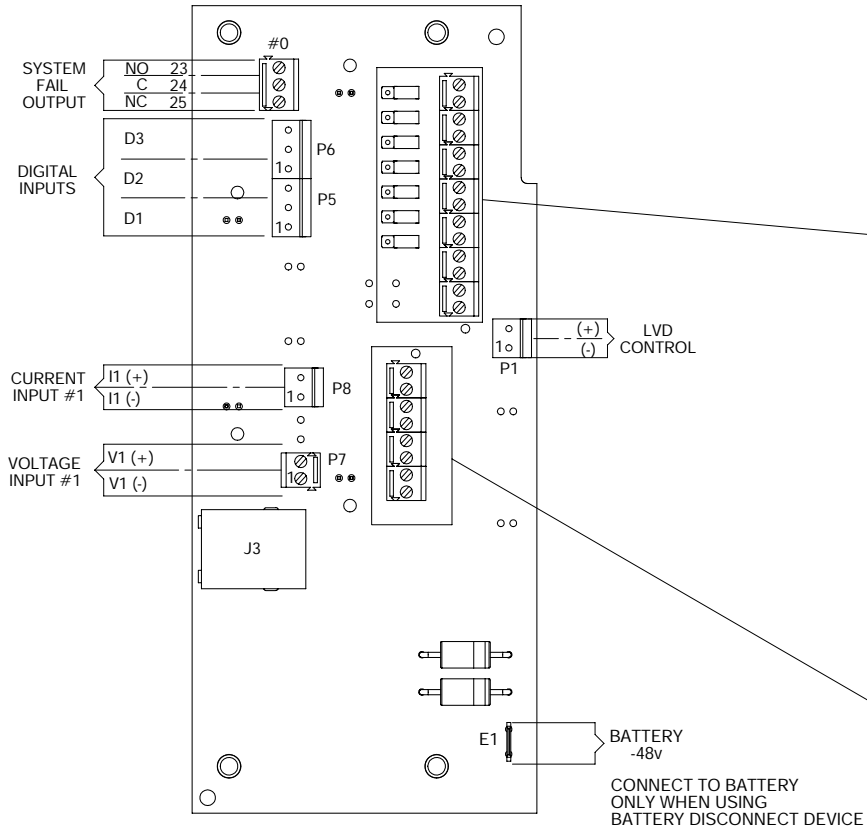 #0
SYSTEM
FAIL
OUTPUT
NO 23
C 24
NC 25
DIGITAL
INPUTS
D3
D2
D1
P6
1
P5
1
CURRENT
INPUT #1
I1 (+)
I1 (-)
P8
1
VOLTAGE
INPUT #1
V1 (+)
V1 (-)
P7
1
J3
1
P1
(+)
(-)
LVD
CONTROL
E1
BATTERY
-48v
CONNECT TO BATTERY
ONLY WHEN USING
BATTERY DISCONNECT DEVICE